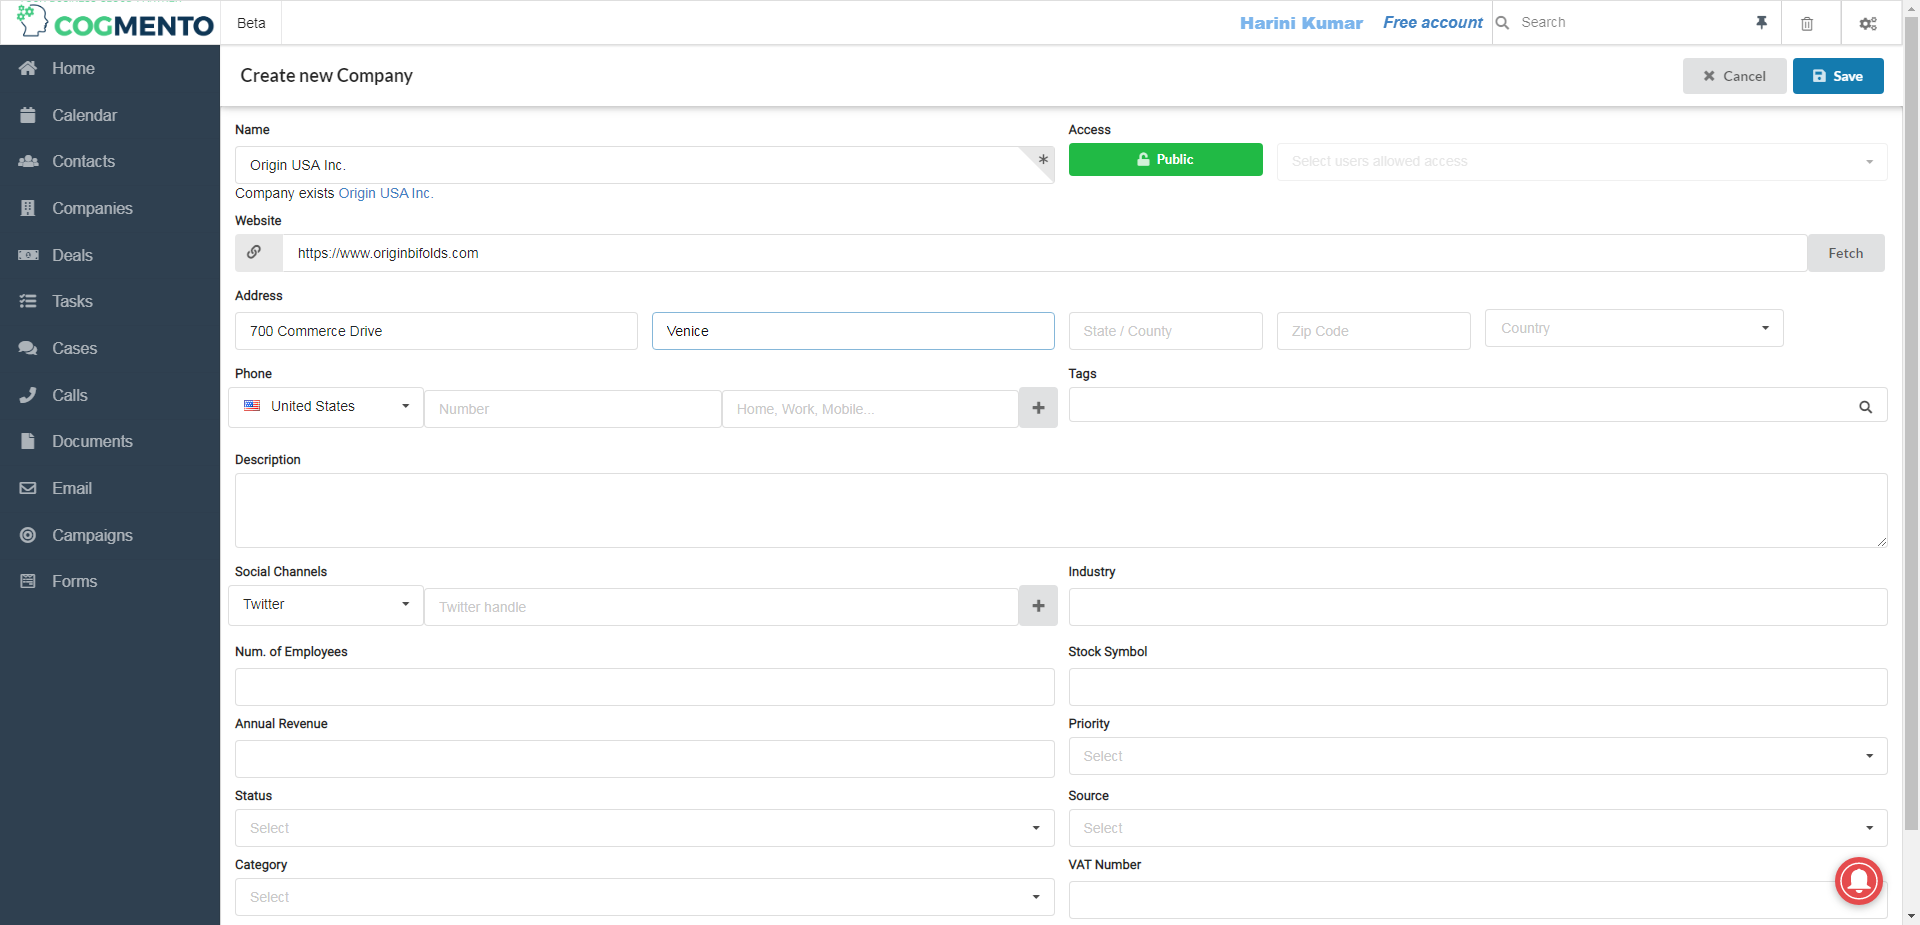 COGMENTO
Beta
Harini Kumar
Free account
Search
Home
Calendar
Contacts
Companies
Deals
Tasks
Cases
Calls
Documents
Email
Campaigns
Forms
Create new Company
Cancel
Save
Name
Origin USA Inc.
*
Company exists Origin USA Inc.
Access
Public
Select users allowed access
Website
https://www.originbifolds.com
Fetch
Address
700 Commerce Drive
Venice
State / County
Zip Code
Country
Phone
United States
Number
Home, Work, Mobile...
Tags
Description
Social Channels
Twitter
Twitter handle
Industry
Num. of Employees
Stock Symbol
Annual Revenue
Priority
Select
Status
Select
Source
Select
Category
Select
VAT Number